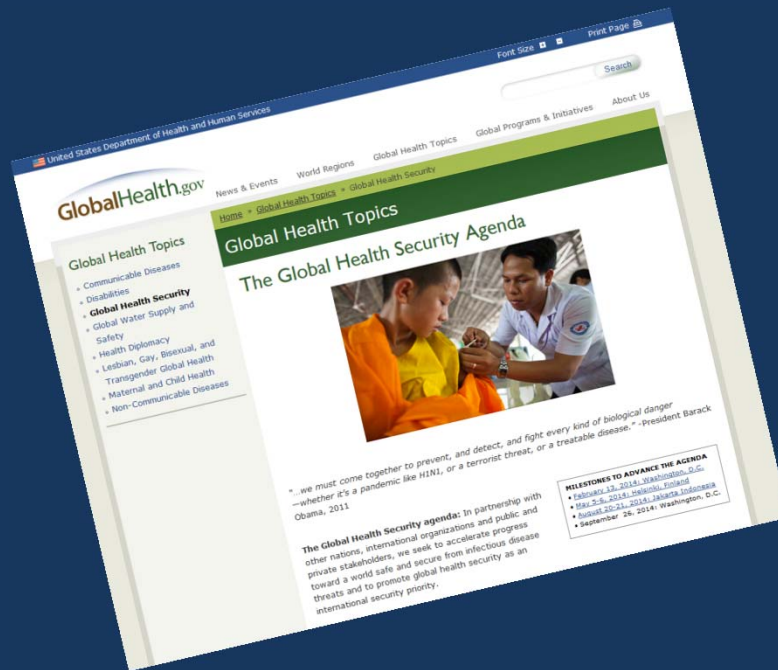 Font Size
Print Page
Search
United States Department of Health and Human Services
GlobalHealth.gov
News & Events
World Regions
Global Health Topics
Global Programs & Initiatives
About Us
Home » Global Health Topics » Global Health Security
Global Health Topics
Global Health Topics
» Communicable Diseases
» Disabilities
» Global Health Security
» Global Water Supply and
Safety
» Health Diplomacy
» Lesbian, Gay, Bisexual, and
Transgender Global Health
» Maternal and Child Health
» Non-Communicable Diseases
The Global Health Security Agenda
"…we must come together to prevent, and detect, and fight every kind of biological danger
—whether it's a pandemic like H1N1, or a terrorist threat, or a treatable disease." -President Barack
Obama, 2011
The Global Health Security agenda: In partnership with
other nations, international organizations and public and
private stakeholders, we seek to accelerate progress
toward a world safe and secure from infectious disease
threats and to promote global health security as an
international security priority.
MILESTONES TO ADVANCE THE AGENDA
• February 13, 2014: Washington, D.C.
• May 5-6, 2014: Helsinki, Finland
• August 20-21, 2014: Jakarta Indonesia
• September 26, 2014: Washington, D.C.